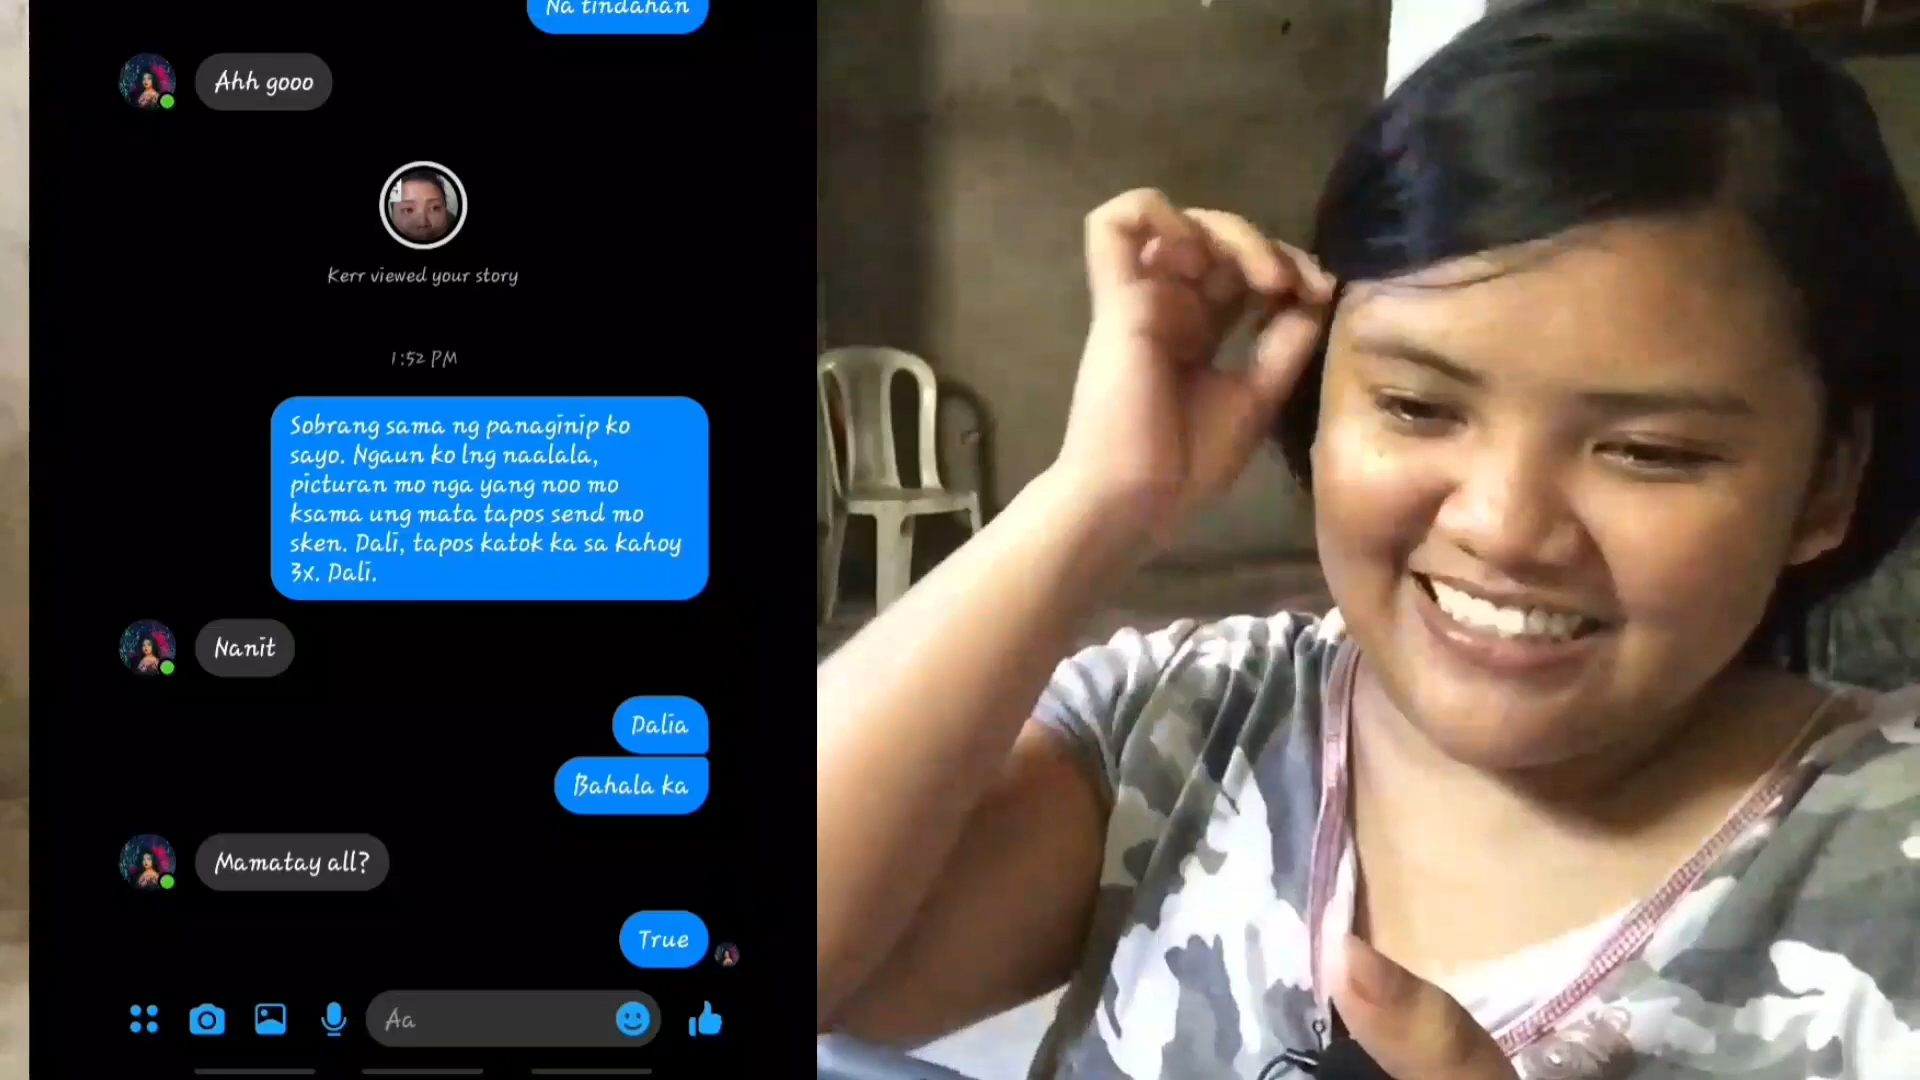 Na tindahan
Ahh gooo
Kerr viewed your story
1:52 PM
Sobrang sama ng panaginip ko
sayo. Ngaun ko lng naalala,
picturan mo nga yang noo mo
ksama ung mata tapos send mo
sken. Dali, tapos katok ka sa kahoy
3x. Dali.
Nanit
Dalia
Bahala ka
Mamatay all?
True
Aa